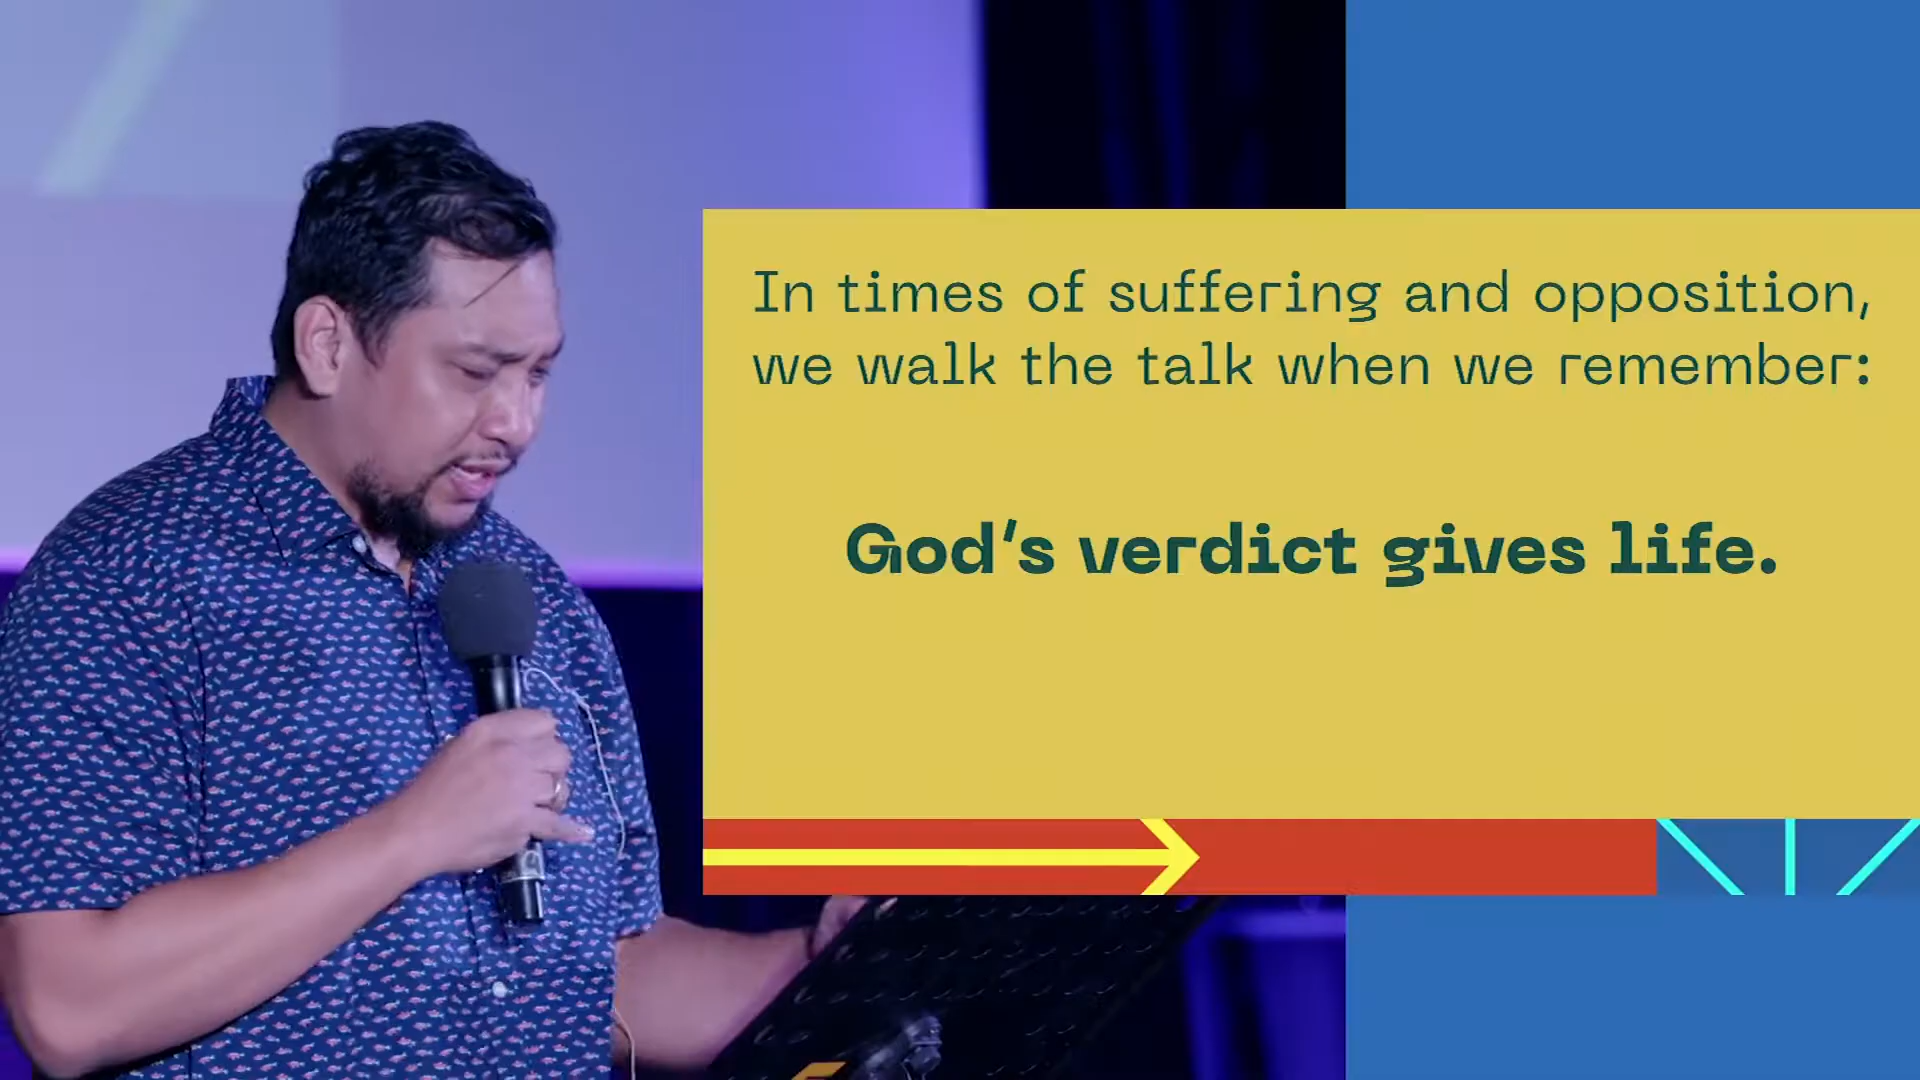 In times of suffering and opposition,
we walk the talk when we remember:
God's verdict gives life.